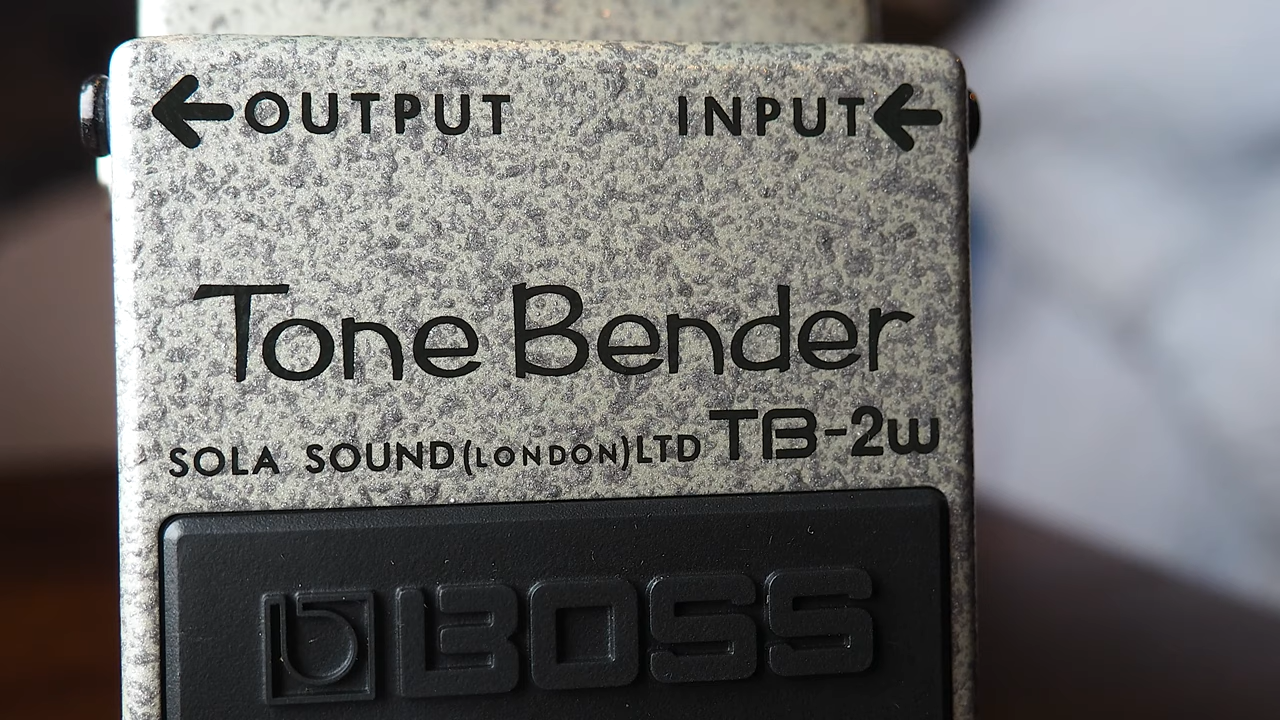 ←OUTPUT INPUT←
Tone Bender
SOLA SOUND(LONDON)LTD TB-2w
BOSS